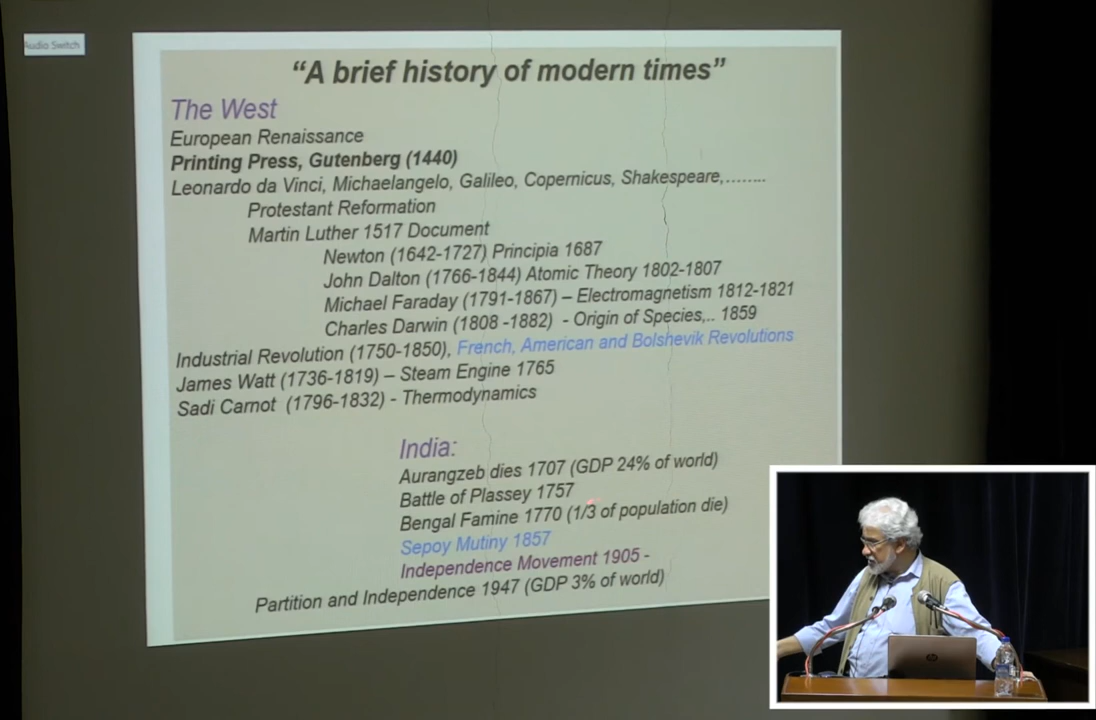 Audio Switch
“A brief history of modern times”
The West
European Renaissance
Printing Press, Gutenberg (1440)
Leonardo da Vinci, Michaelangelo, Galileo, Copernicus, Shakespeare,........
Protestant Reformation
Martin Luther 1517 Document
Newton (1642-1727) Principia 1687
John Dalton (1766-1844) Atomic Theory 1802-1807
Michael Faraday (1791-1867) – Electromagnetism 1812-1821
Charles Darwin (1808 -1882) - Origin of Species,.. 1859
Industrial Revolution (1750-1850), French, American and Bolshevik Revolutions
James Watt (1736-1819) – Steam Engine 1765
Sadi Carnot (1796-1832) - Thermodynamics
India:
Aurangzeb dies 1707 (GDP 24% of world)
Battle of Plassey 1757
Bengal Famine 1770 (1/3 of population die)
Sepoy Mutiny 1857
Independence Movement 1905 -
Partition and Independence 1947 (GDP 3% of world)
hp